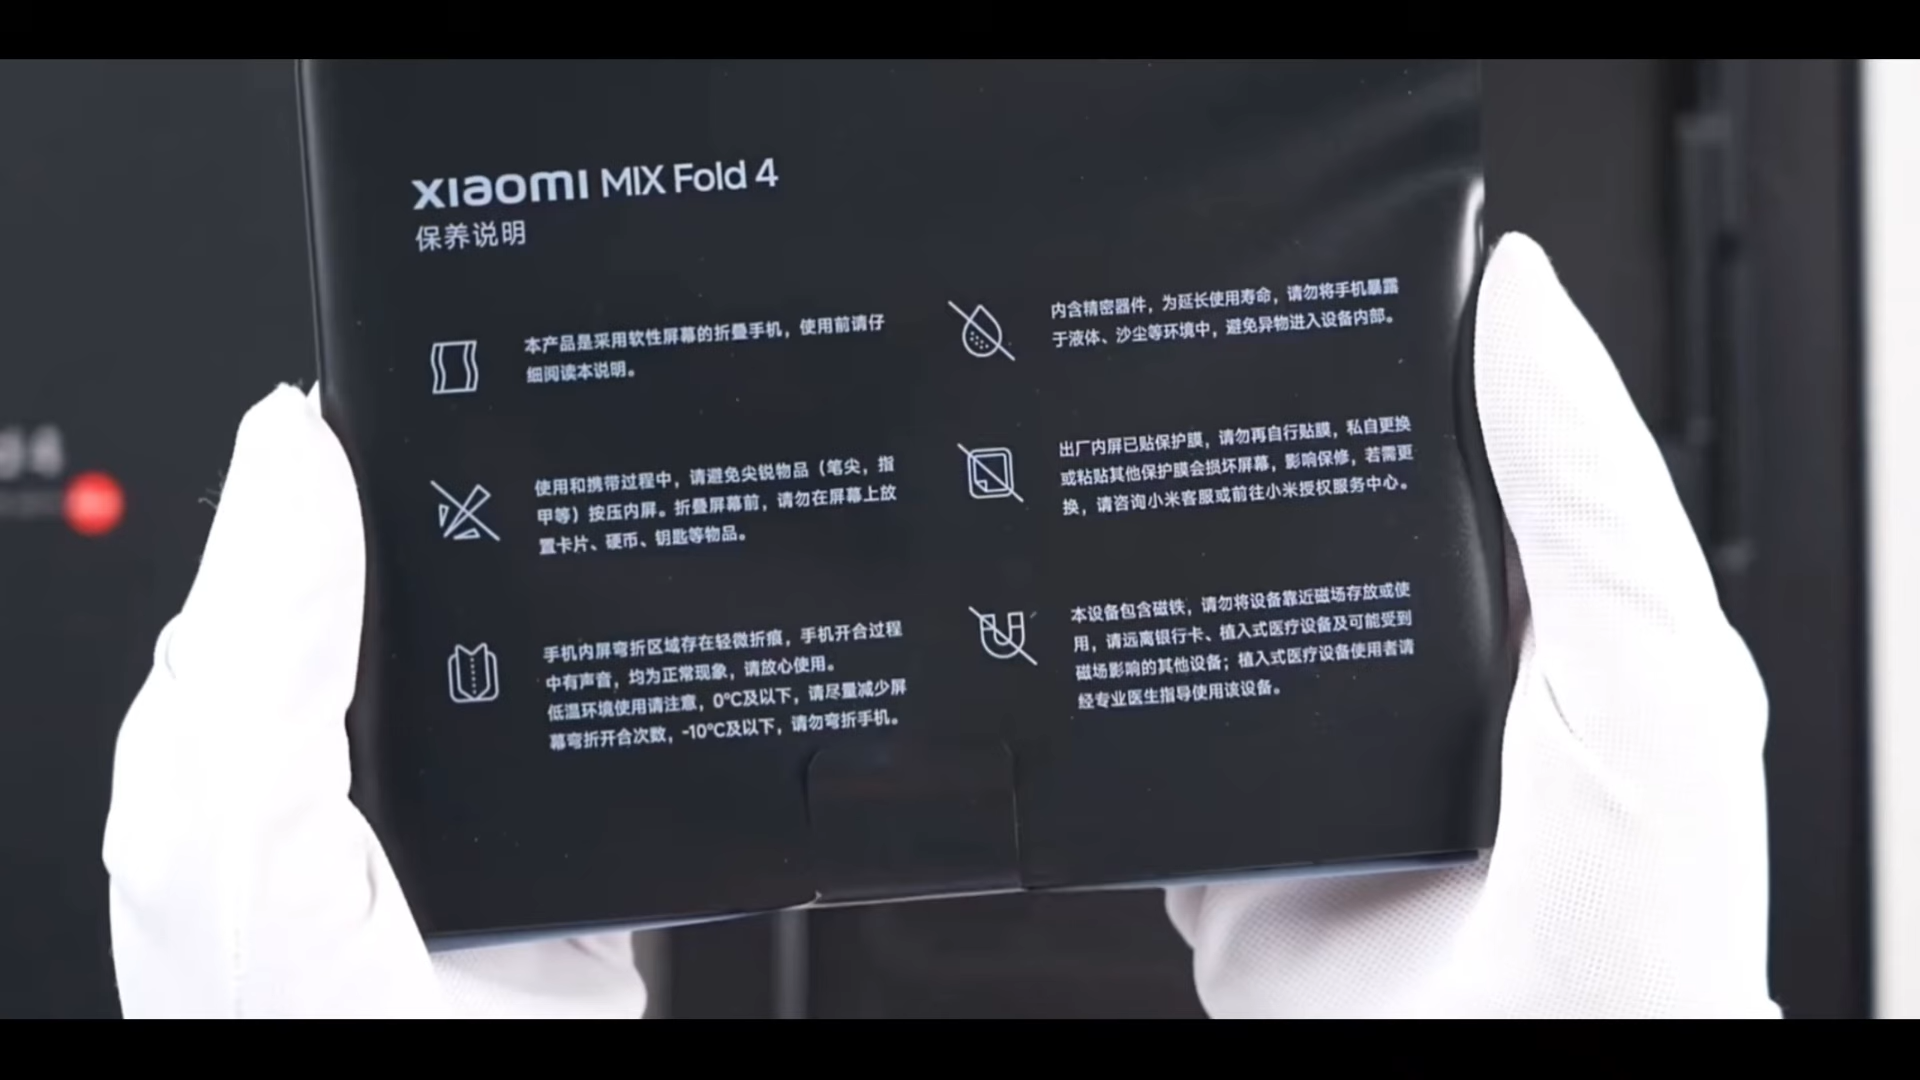 xiaomi MIX Fold 4
保养说明
本产品是采用软性屏幕的折叠手机，使用前请仔
细阅读本说明。
使用和携带过程中，请避免尖锐物品（笔尖，指
甲等）按压内屏。折叠屏幕前，请勿在屏幕上放
置卡片、硬币、钥匙等物品。
手机内屏弯折区域存在轻微折痕，手机开合过程
中有声音，均为正常现象，请放心使用。
低温环境使用请注意，0°C及以下，请尽量减少屏
幕弯折开合次数，-10°C及以下，请勿弯折手机。
内含精密器件，为延长使用寿命，请勿将手机暴露
于液体、沙尘等环境中，避免异物进入设备内部。
出厂内屏已贴保护膜，请勿再自行贴膜，私自更换
或粘贴其他保护膜会损坏屏幕，影响保修，若需更
换，请咨询小米客服或前往小米授权服务中心。
本设备包含磁铁，请勿将设备靠近磁场存放或使
用，请远离银行卡、植入式医疗设备及可能受到
磁场影响的其他设备；植入式医疗设备使用者请
经专业医生指导使用该设备。